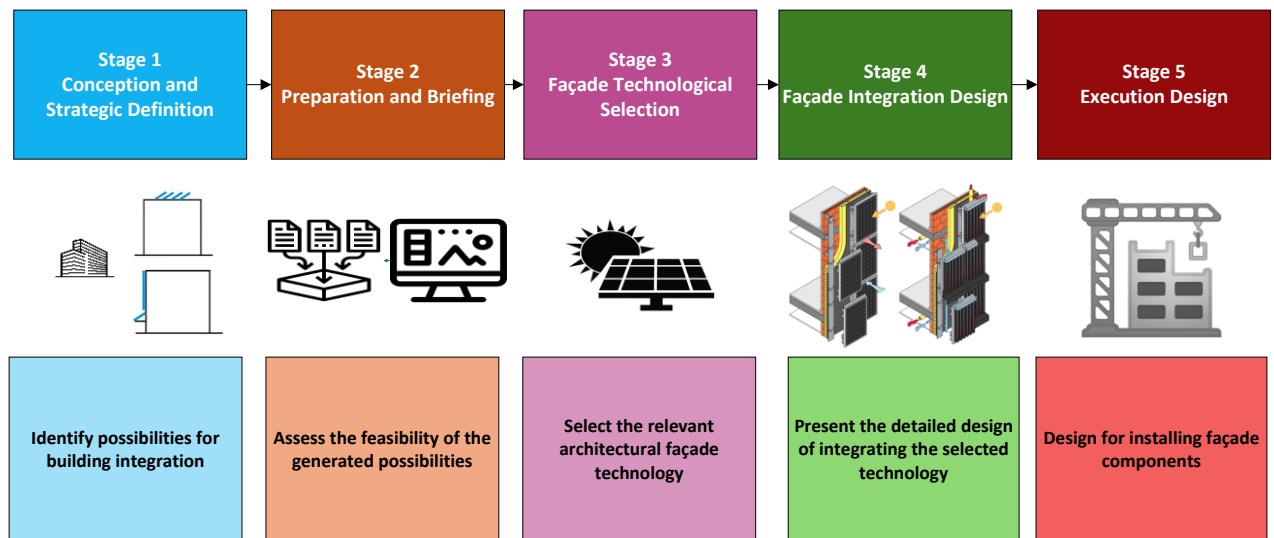 Stage 1
Conception and
Strategic Definition
Stage 2
Preparation and Briefing
Stage 3
Façade Technological
Selection
Stage 4
Façade Integration Design
Stage 5
Execution Design
Identify possibilities for
building integration
Assess the feasibility of the
generated possibilities
Select the relevant
architectural façade
technology
Present the detailed design
of integrating the selected
technology
Design for installing façade
components